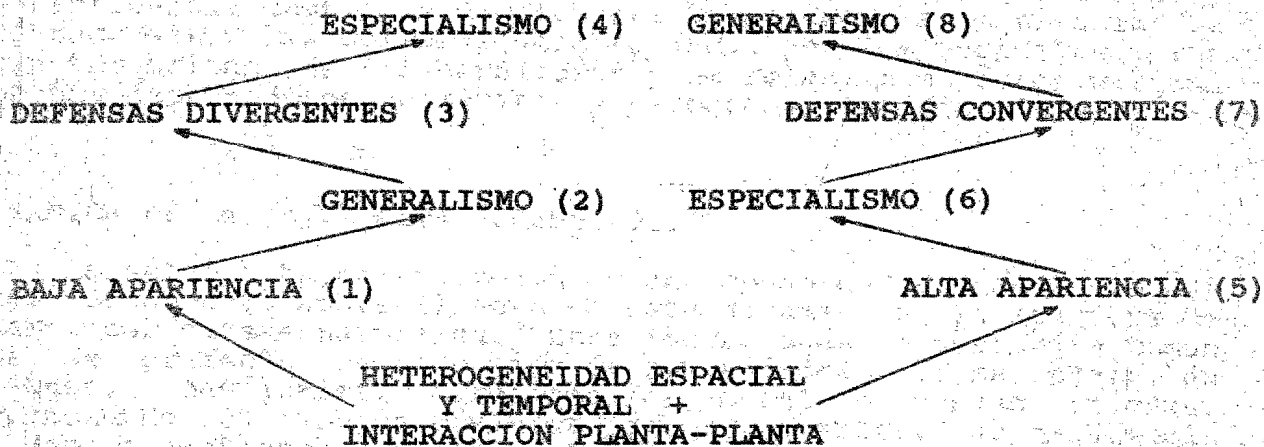 ESPECIALISMO (4) GENERALISMO (8)
DEFENSAS DIVERGENTES (3) DEFENSAS CONVERGENTES (7)
GENERALISMO (2) ESPECIALISMO (6)
BAJA APARIENCIA (1) ALTA APARIENCIA (5)
HETEROGENEIDAD ESPACIAL
Y TEMPORAL +
INTERACCION PLANTA-PLANTA